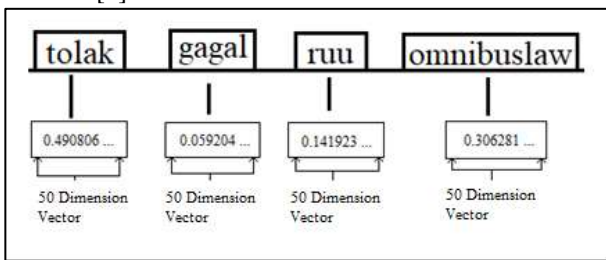 tolak gagal ruu omnibuslaw
0.490806 ... 0.059204 ... 0.141923 ... 0.306281 ...
50 Dimension 50 Dimension 50 Dimension 50 Dimension
Vector Vector Vector Vector